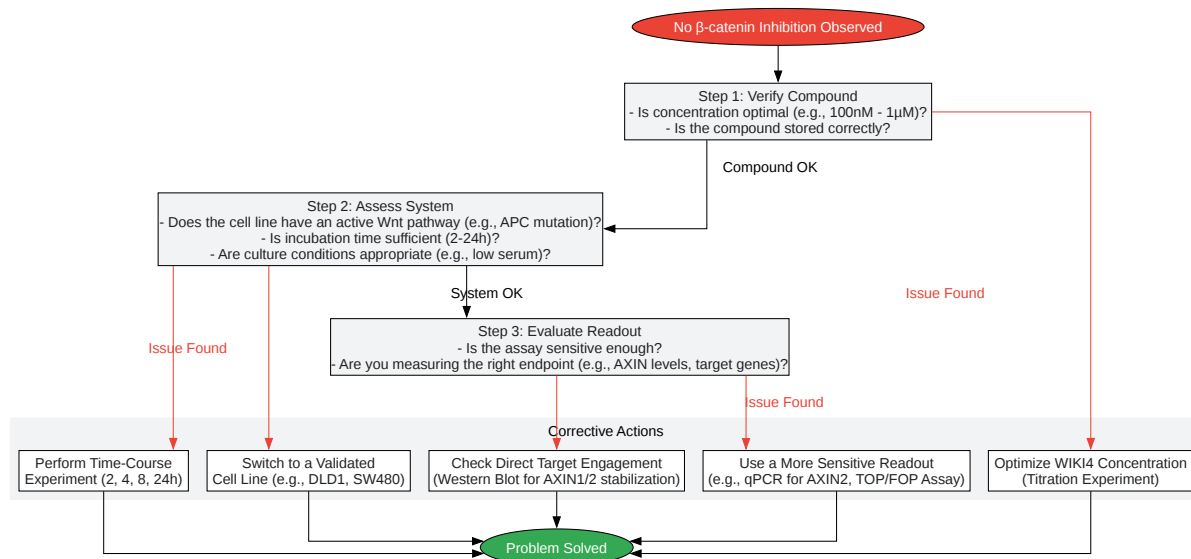 No β-catenin Inhibition Observed
Step 1: Verify Compound
- Is concentration optimal (e.g., 100nM - 1µM)?
- Is the compound stored correctly?
Compound OK
Step 2: Assess System
- Does the cell line have an active Wnt pathway (e.g., APC mutation)?
- Is incubation time sufficient (2-24h)?
- Are culture conditions appropriate (e.g., low serum)?
System OK
Issue Found
Step 3: Evaluate Readout
- Is the assay sensitive enough?
- Are you measuring the right endpoint (e.g., AXIN levels, target genes)?
Issue Found
Issue Found
Corrective Actions
Perform Time-Course
Experiment (2, 4, 8, 24h)
Switch to a Validated
Cell Line (e.g., DLD1, SW480)
Check Direct Target Engagement
(Western Blot for AXIN1/2 stabilization)
Use a More Sensitive Readout
(e.g., qPCR for AXIN2, TOP/FOP Assay)
Optimize WIKI4 Concentration
(Titration Experiment)
Problem Solved